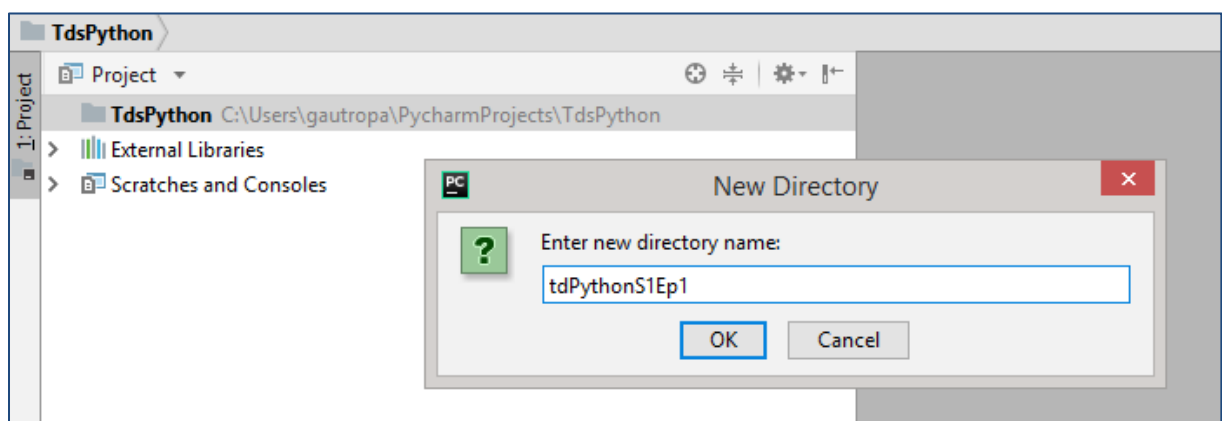 TdsPython
1: Project
Project
TdsPython C:\Users\gautropa\PycharmProjects\TdsPython
External Libraries
Scratches and Consoles
PC
New Directory
Enter new directory name:
tdPythonS1Ep1
OK Cancel